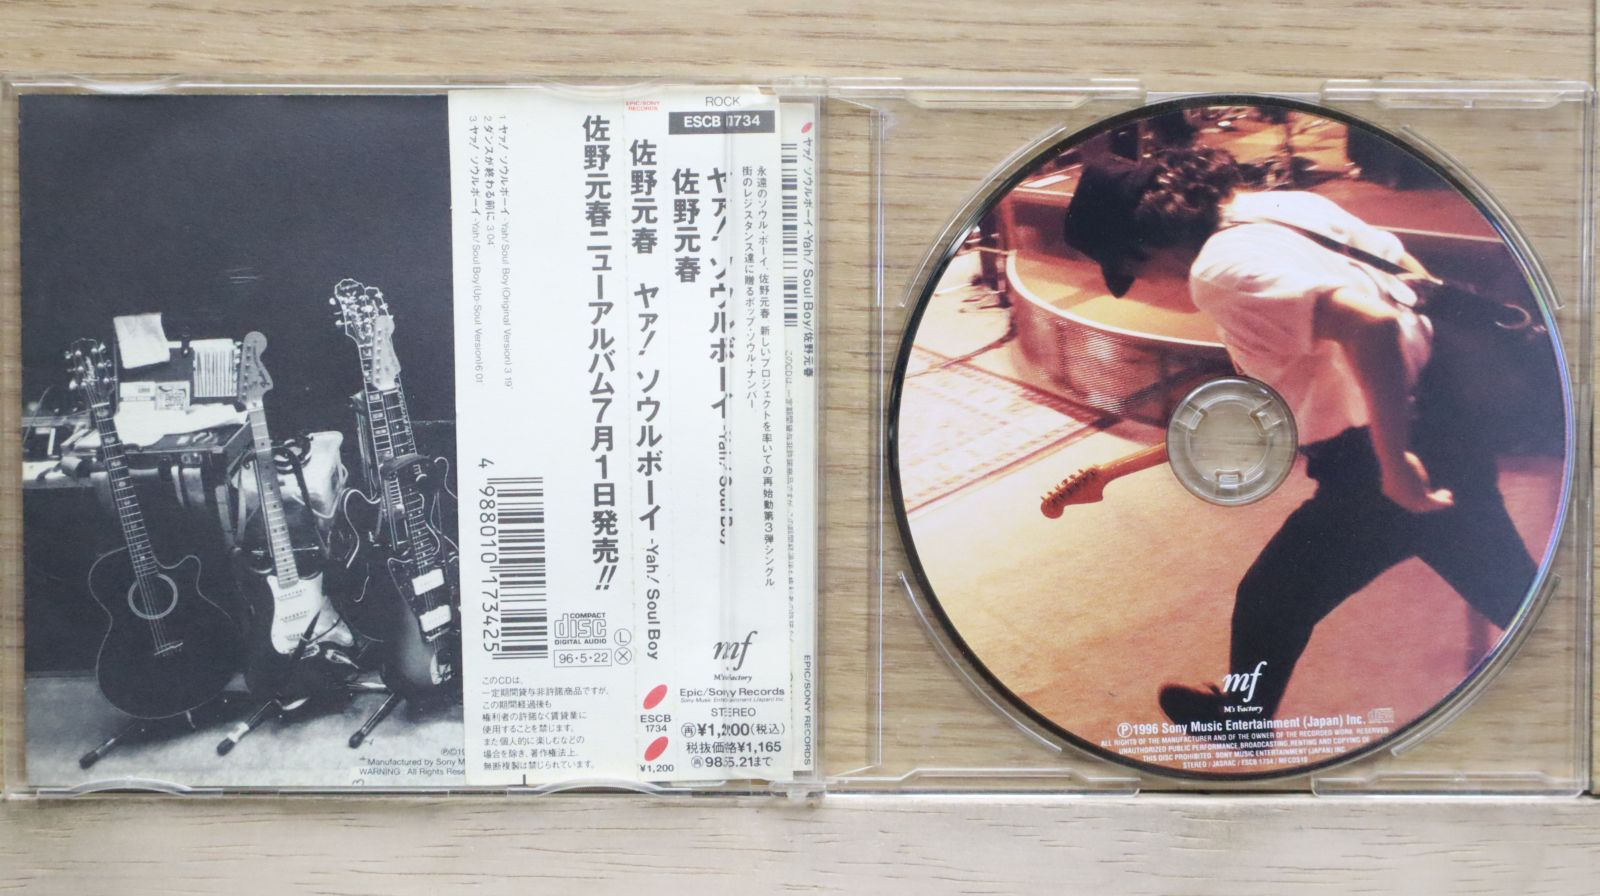 1 ヤァ! ソウルボーイ-Yah! Soul Boy(Original Version) 3 19"
2 ダンスが終わる前に 3 04"
3 ヤァ! ソウルボーイ-Yah! Soul Boy(Up-Soul Version) 6 01"
4 988010 173425
佐野元春ニューアルバム7月1日発売!!
COMPACT
disc
DIGITAL AUDIO
96・5・22
L
X
このCDは、
一定期間貸与非許諾商品ですが、
この期間経過後も
権利者の許諾なく賃貸業に
使用することを禁じます。
また個人的に楽しむなどの
場合を除き、著作権法上、
無断複製は禁じられています。
Manufactured by Sony M
WARNING : All Rights Rese
EPIC/SONY
RECORDS
佐野元春 ヤァ! ソウルボーイ -Yah! Soul Boy
ESCB
1734
¥1,200
ROCK
ESCB 1734
永遠のソウル・ボーイ、佐野元春 新しいプロジェクトを率いての再始動第3弾シングル
街のレジスタンス達に贈るポップ・ソウル・ナンバー
ヤァ! ソウルボーイ -Yah! Soul Boy
佐野元春
mf
M's Factory
Epic/Sony Records
Sony Music Entertainment (Japan) Inc.
STEREO
再¥1,200(税込)
税抜価格¥1,165
再98.5.21まで
ヤァ! ソウルボーイ-Yah! Soul Boy/佐野元春
EPIC/SONY RECORDS
mf
M's Factory
Ⓟ1996 Sony Music Entertainment (Japan) Inc.
ALL RIGHTS OF THE MANUFACTURER AND OF THE OWNER OF THE RECORDED WORK RESERVED.
UNAUTHORIZED PUBLIC PERFORMANCE, BROADCASTING, RENTING AND COPYING OF
THIS DISC PROHIBITED. SONY MUSIC ENTERTAINMENT (JAPAN) INC.
STEREO / JASRAC / ESCB 1734 / MFCD519